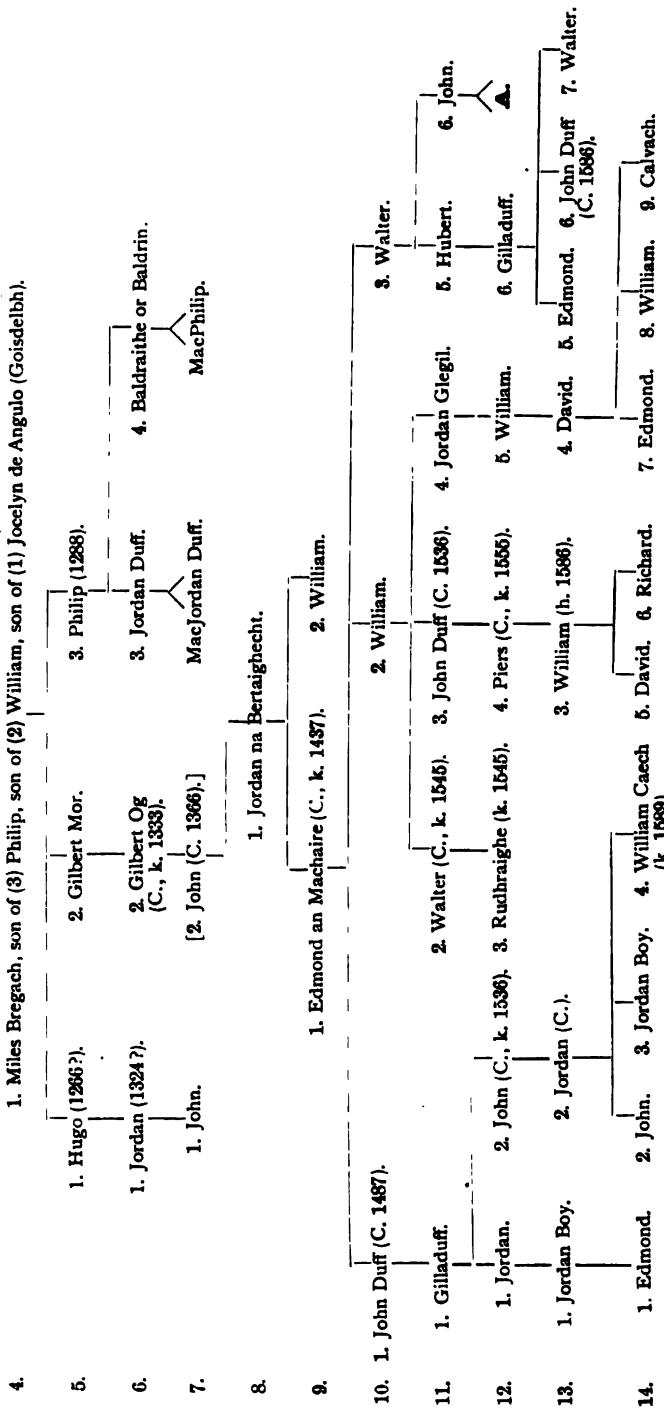 4. 1. Miles Bregach, son of (3) Philip, son of (2) William, son of (1) Jocelyn de Angulo (Goisdelbh).
5. 1. Hugo (1266?). 2. Gilbert Mor. 3. Philip (1288).
6. 1. Jordan (1324?). 2. Gilbert Og 3. Jordan Duff. 4. Baldraithe or Baldrin.
(C., k. 1333).
7. 1. John. [2. John (C. 1366).] MacJordan Duff. MacPhilip.
8. 1. Jordan na Bertaighecht.
9. 1. Edmond an Machaire (C., k. 1437). 2. William.
10. 1. John Duff (C. 1487). 2. William. 3. Walter.
11. 1. Gilladuff. 2. Walter (C., k. 1545). 3. John Duff (C. 1536). 4. Jordan Glegil. 5. Hubert. 6. John.
A.
12. 1. Jordan. 2. John (C., k. 1536). 3. Rudhraighe (k. 1545). 4. Piers (C., k. 1555). 5. William. 6. Gilladuff.
13. 1. Jordan Boy. 2. Jordan (C.). 3. William (h. 1586). 4. David. 5. Edmond. 6. John Duff 7. Walter.
(C. 1586).
14. 1. Edmond. 2. John. 3. Jordan Boy. 4. William Caech 5. David. 6. Richard. 7. Edmond. 8. William. 9. Calvach.
(k. 1589)